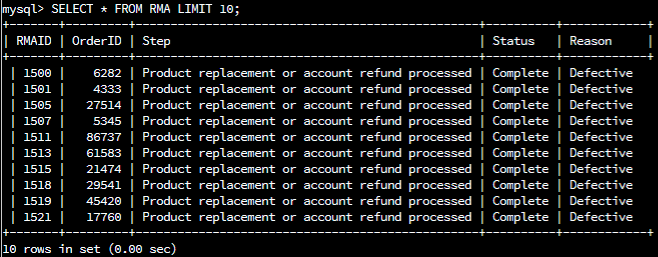 mysql> SELECT * FROM RMA LIMIT 10;
+-------+---------+-----------------------------------------------+----------+-----------+
| RMAID | OrderID | Step | Status | Reason |
+-------+---------+-----------------------------------------------+----------+-----------+
| 1500 | 6282 | Product replacement or account refund processed | Complete | Defective
| 1501 | 4333 | Product replacement or account refund processed | Complete | Defective
| 1505 | 27514 | Product replacement or account refund processed | Complete | Defective
| 1507 | 5345 | Product replacement or account refund processed | Complete | Defective
| 1511 | 86737 | Product replacement or account refund processed | Complete | Defective
| 1513 | 61583 | Product replacement or account refund processed | Complete | Defective
| 1515 | 21474 | Product replacement or account refund processed | Complete | Defective
| 1518 | 29541 | Product replacement or account refund processed | Complete | Defective
| 1519 | 45420 | Product replacement or account refund processed | Complete | Defective
| 1521 | 17760 | Product replacement or account refund processed | Complete | Defective
+-------+---------+-----------------------------------------------+----------+-----------+
10 rows in set (0.00 sec)